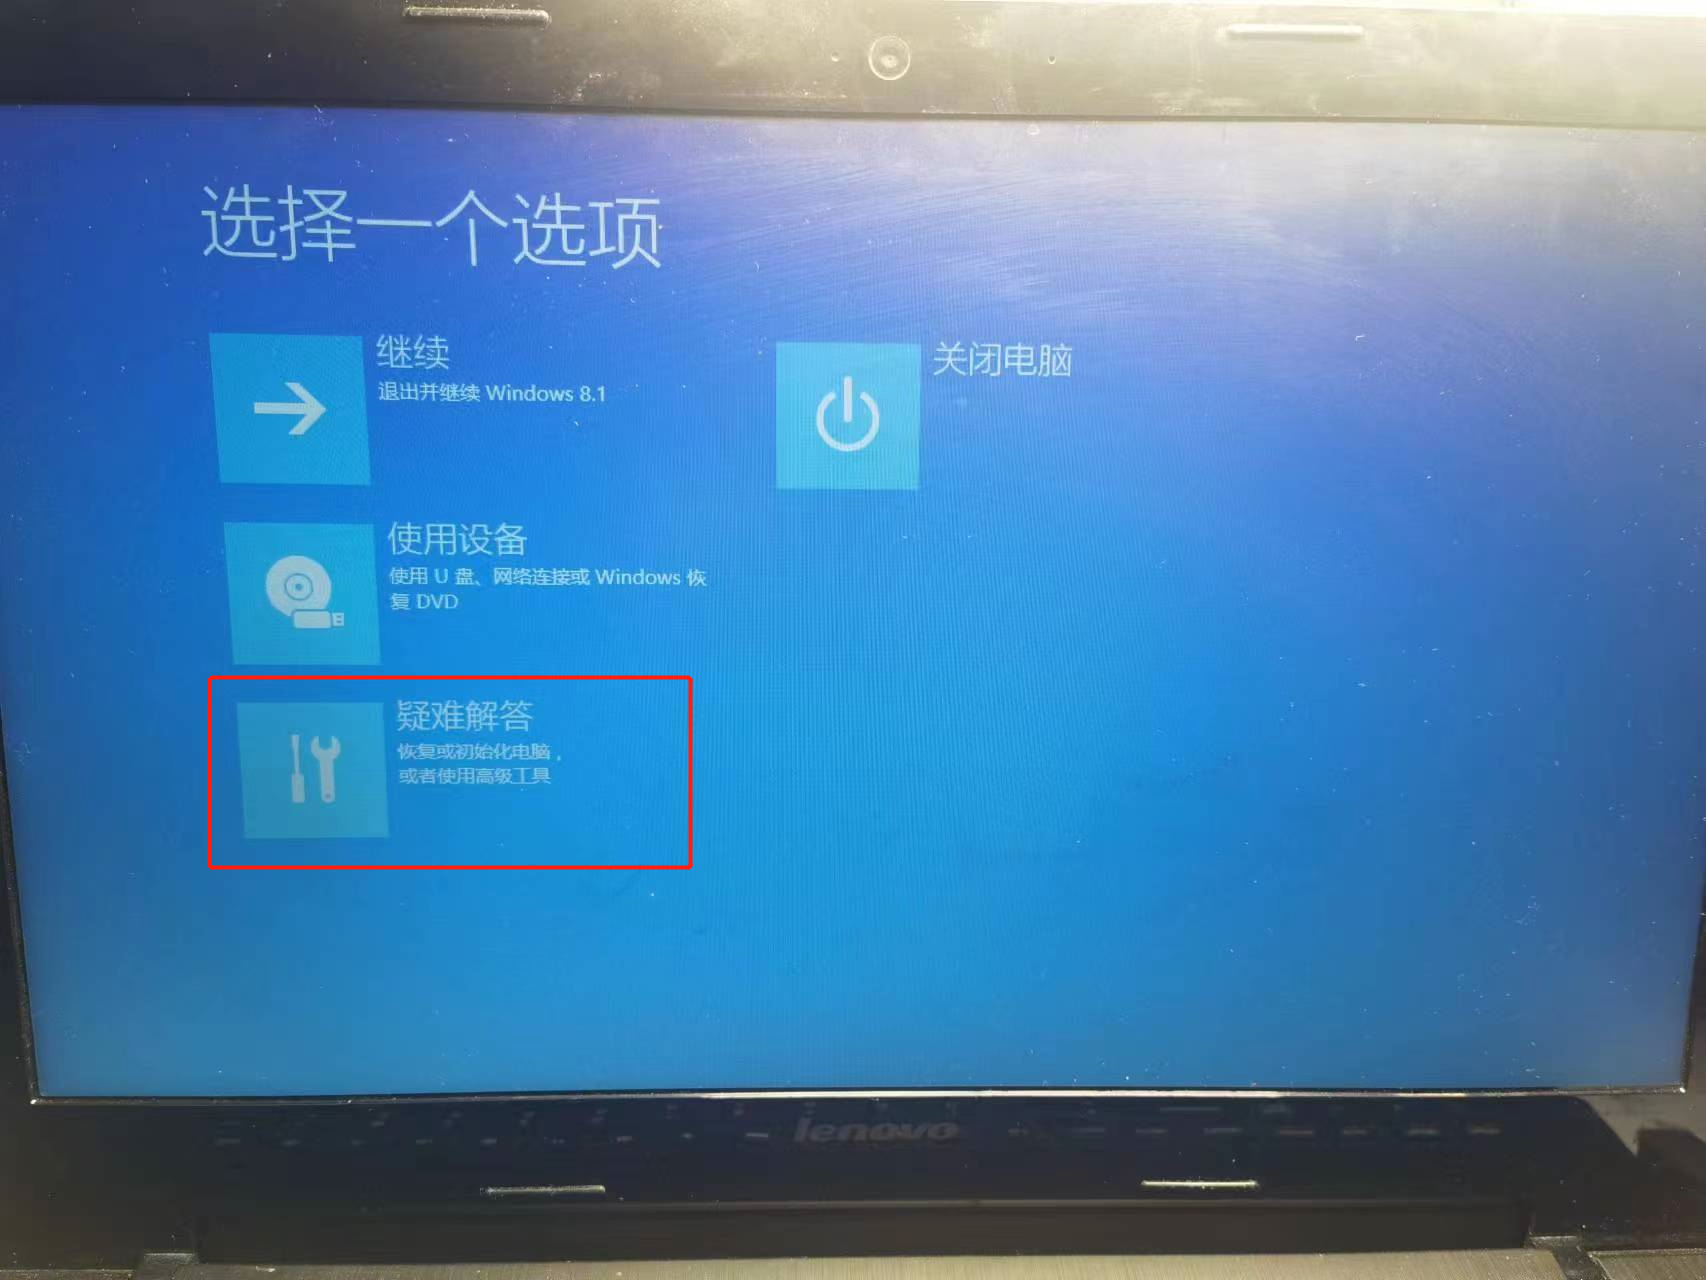 选择一个选项
继续
退出并继续 Windows 8.1
关闭电脑
使用设备
使用 U 盘、网络连接或 Windows 恢
复 DVD
疑难解答
恢复或初始化电脑，
或者使用高级工具
lenovo